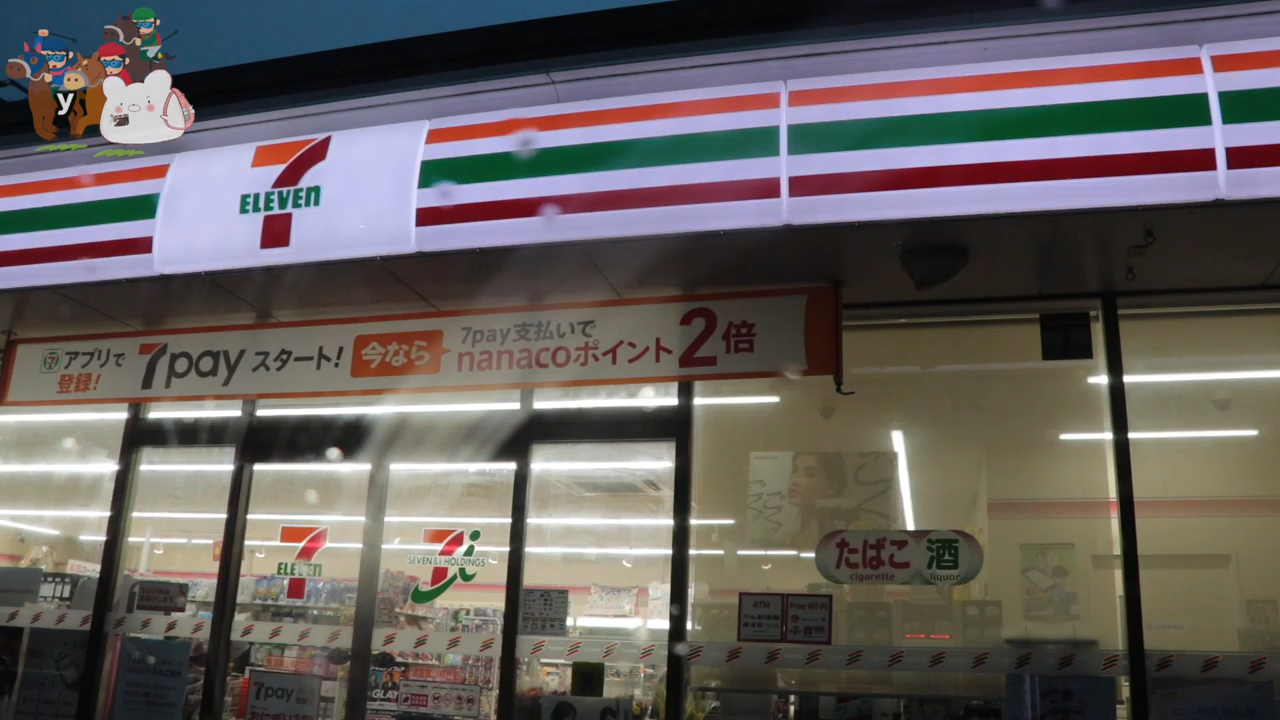 y
7
ELEVEn
アプリで
登録!
7pay スタート!
今なら
7pay支払いで
nanacoポイント2倍
7
ELEVEn
SEVEN & i HOLDINGS
たばこ 酒
cigarette liquor
ATM
Free Wi-Fi
7pay
GLAY